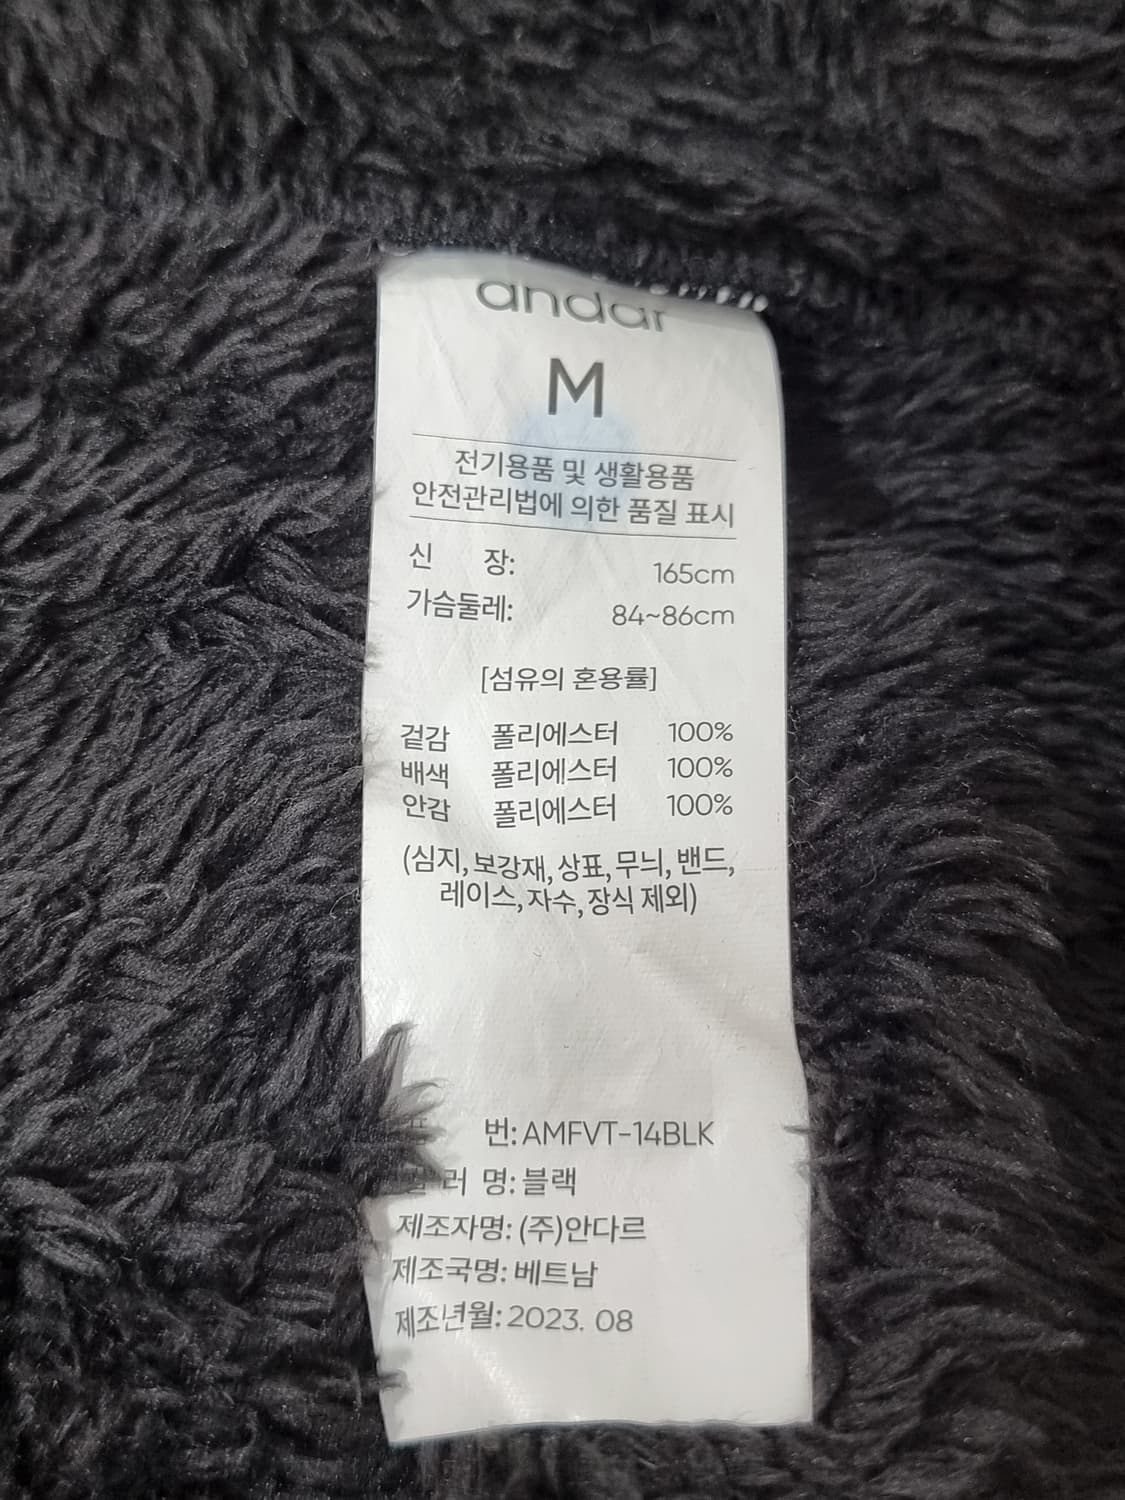 andar
M
전기용품 및 생활용품
안전관리법에 의한 품질 표시
신 장: 165cm
가슴둘레: 84~86cm
[섬유의 혼용률]
겉감 폴리에스터 100%
배색 폴리에스터 100%
안감 폴리에스터 100%
(심지, 보강재, 상표, 무늬, 밴드,
레이스, 자수, 장식 제외)
번: AMFVT-14BLK
러 명: 블랙
제조자명: (주)안다르
제조국명: 베트남
제조년월: 2023. 08